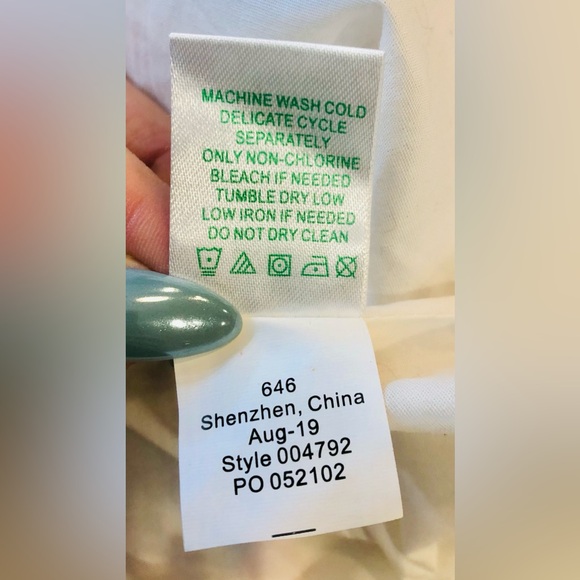 MACHINE WASH COLD
DELICATE CYCLE
SEPARATELY
ONLY NON-CHLORINE
BLEACH IF NEEDED
TUMBLE DRY LOW
LOW IRON IF NEEDED
DO NOT DRY CLEAN
646
Shenzhen, China
Aug-19
Style 004792
PO 052102